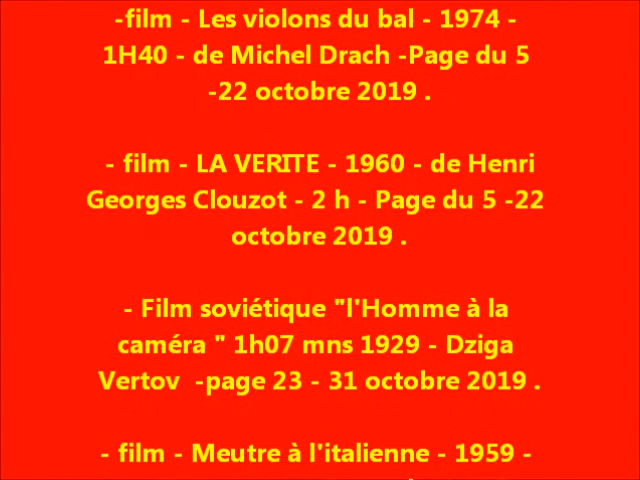 -film - Les violons du bal - 1974 -
1H40 - de Michel Drach -Page du 5
-22 octobre 2019 .
- film - LA VERITE - 1960 - de Henri
Georges Clouzot - 2 h - Page du 5 -22
octobre 2019 .
- Film soviétique "l'Homme à la
caméra " 1h07 mns 1929 - Dziga
Vertov  -page 23 - 31 octobre 2019 .
- film - Meutre à l'italienne - 1959 -